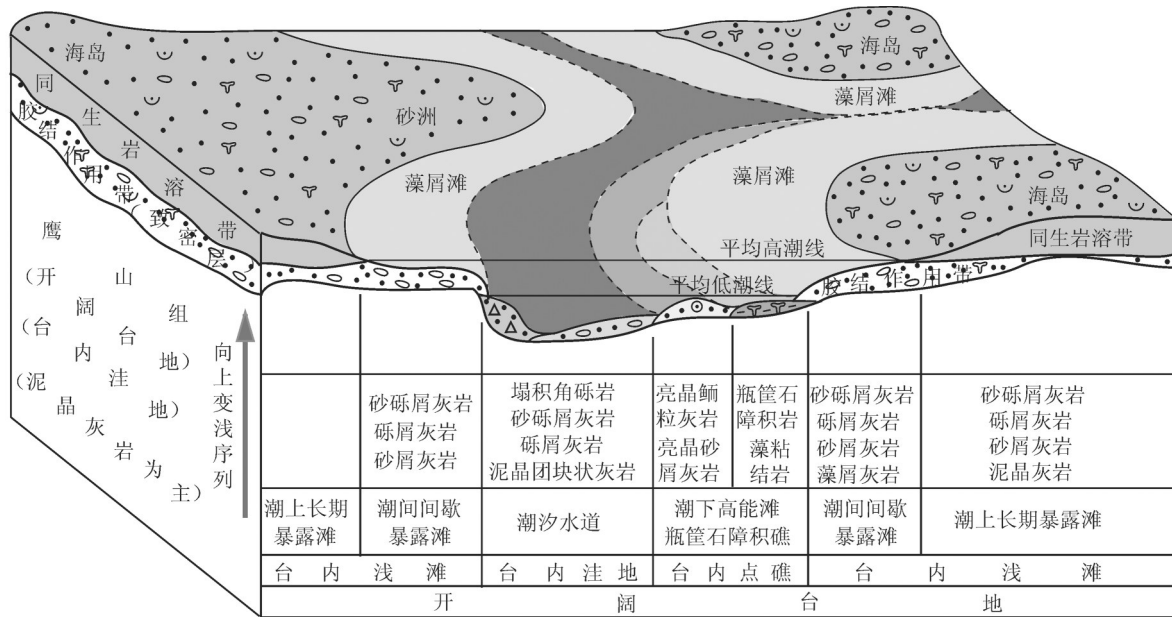 海岛
海岛
藻屑滩
砂洲
藻屑滩
藻屑滩
海岛
同生岩溶带
胶结作用带(致密层
平均高潮线
同生岩溶带
平均低潮线
胶结作用带
鹰山组
(开阔台地)
(台内洼地)
(泥晶灰岩为主)
向上变浅序列
砂砾屑灰岩
砾屑灰岩
砂屑灰岩
塌积角砾岩
砂砾屑灰岩
砾屑灰岩
泥晶团块状灰岩
亮晶鲕
粒灰岩
亮晶砂
屑灰岩
瓶筐石
障积岩
藻粘
结岩
砂砾屑灰岩
砾屑灰岩
砂屑灰岩
藻屑灰岩
砂砾屑灰岩
砾屑灰岩
砂屑灰岩
泥晶灰岩
潮上长期
暴露滩
潮间间歇
暴露滩
潮汐水道
潮下高能滩
瓶筐石障积礁
潮间间歇
暴露滩
潮上长期暴露滩
台内浅滩
台内洼地
台内点礁
台内浅滩
开阔台地